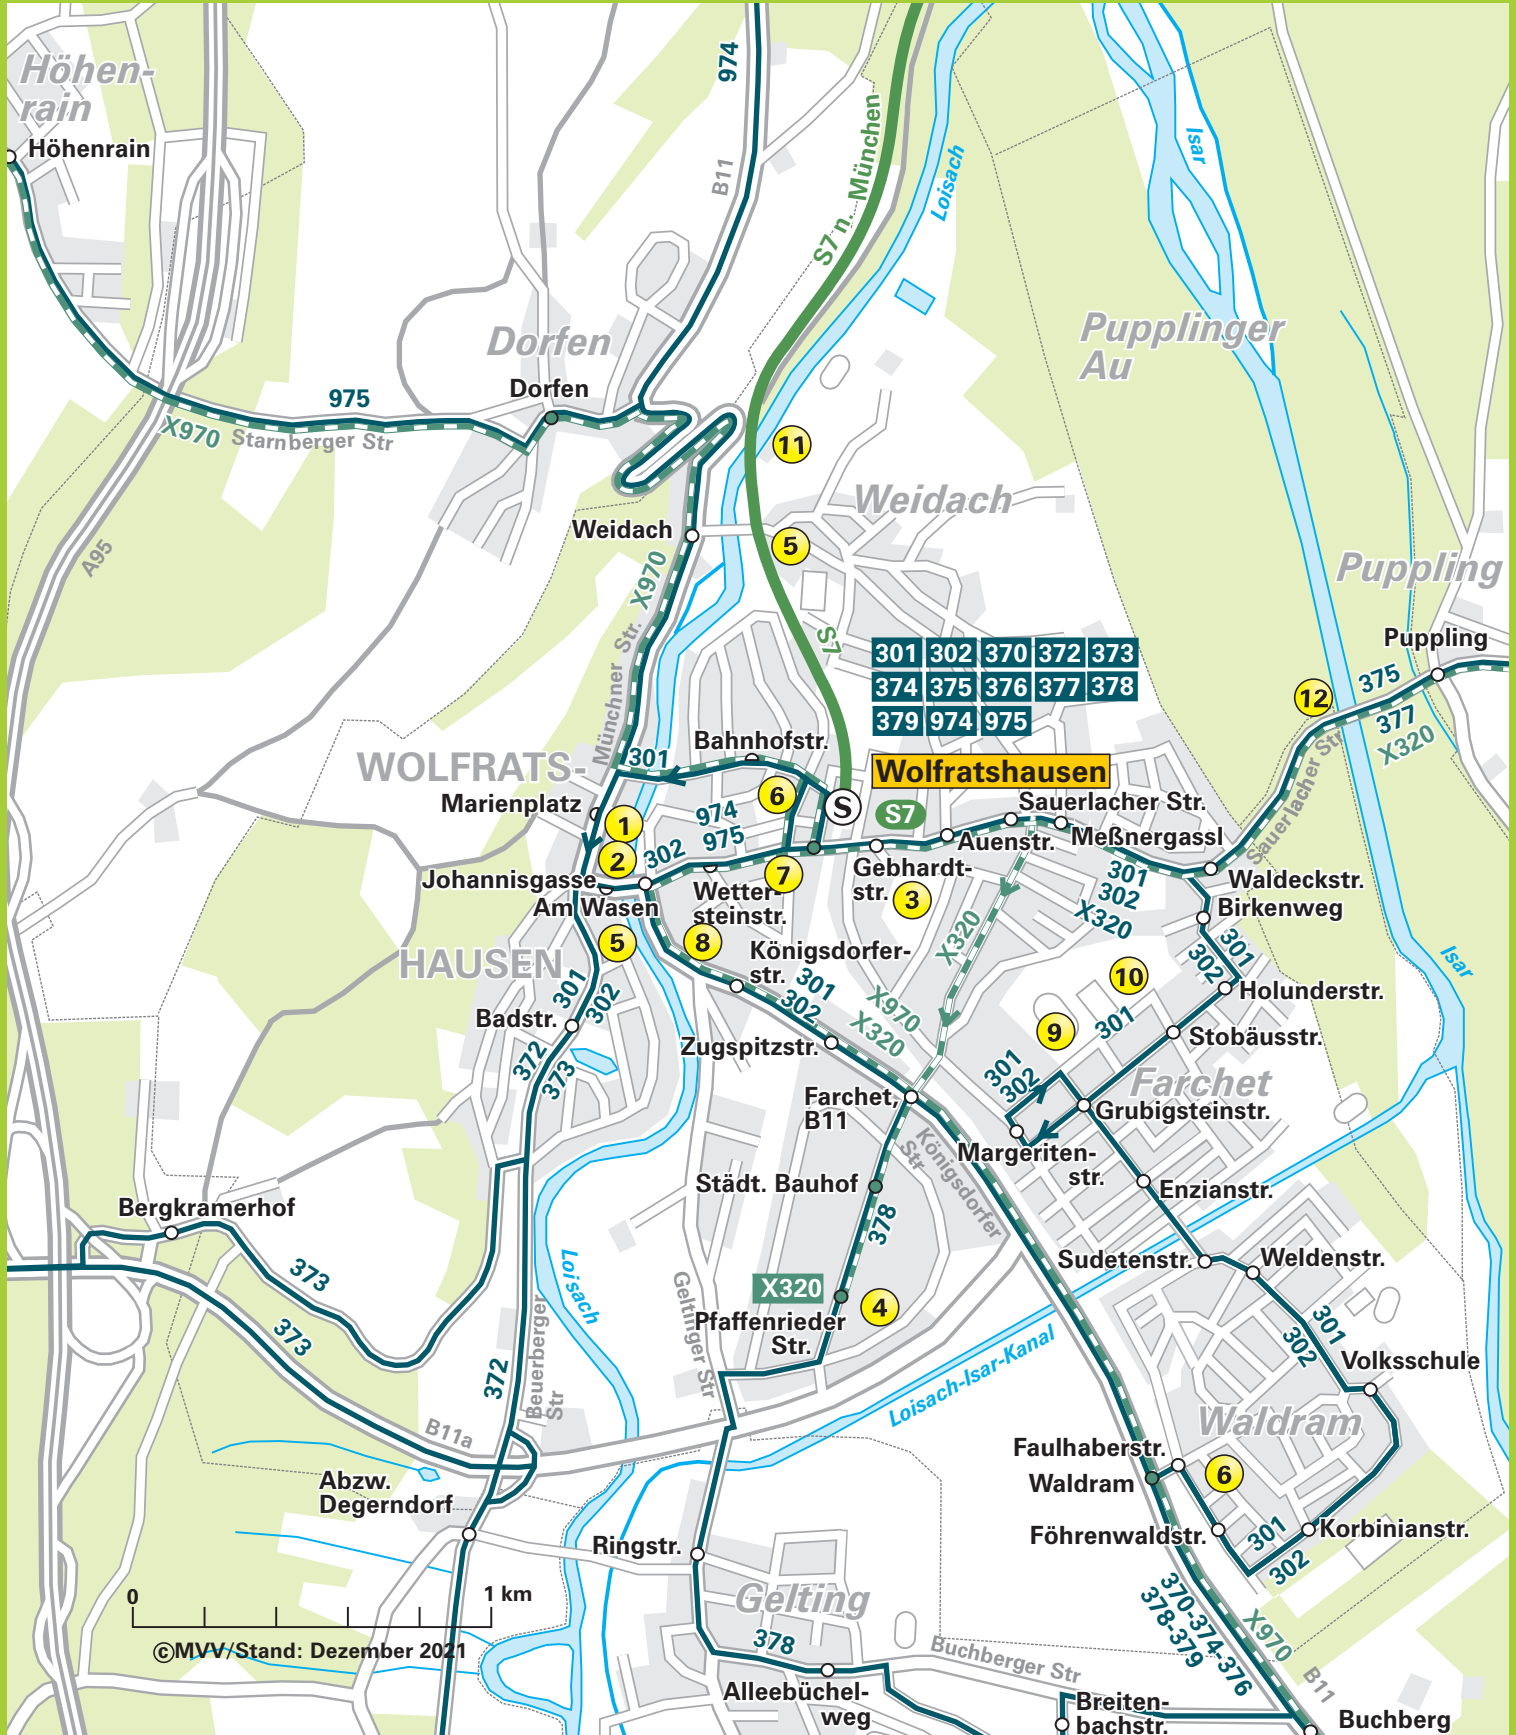 Höhen-
rain
Höhenrain
974
B11
S7 n. München
Loisach
Isar
Dorfen
Dorfen
975
X970
Starnberger Str
Pupplinger
Au
11
Weidach
Weidach
5
A95
X970
Münchner Str.
S7
Puppling
Puppling
301 302 370 372 373
374 375 376 377 378
379 974 975
12
375
377
X320
Sauerlacher Str
WOLFRATS-
HAUSEN
Bahnhofstr.
301
Wolfratshausen
S
S7
Marienplatz
1
2
6
974
975
302
Sauerlacher Str.
Meßnergassl
Auenstr.
Gebhardt-
str.
3
Johannisgasse
Am Wasen
7
Wetter-
steinstr.
301
302
X320
Waldeckstr.
Birkenweg
5
8
Königsdorfer-
str.
X320
301
302
10
Isar
Holunderstr.
301
302
Badstr.
301
302
X970
X320
9
301
Stobäusstr.
Zugspitzstr.
372
373
301
302
Farchet
Farchet,
B11
Grubigsteinstr.
Königsdorfer
Str
Margeriten-
str.
Städt. Bauhof
Enzianstr.
Bergkramerhof
378
373
Loisach
Sudetenstr.
Weldenstr.
X320
4
Pfaffenrieder
Str.
Geltinger Str
373
301
302
Loisach-Isar-Kanal
Volksschule
372
Beuerberger
Str
B11a
Waldram
Faulhaberstr.
Waldram
6
Abzw.
Degerndorf
Föhrenwaldstr.
Korbinianstr.
301
302
Ringstr.
0
1 km
Gelting
370-374-376
378-379
X970
©MVV/Stand: Dezember 2021
378
Buchberger Str
B11
Alleebüchel-
weg
Breiten-
bachstr.
Buchberg